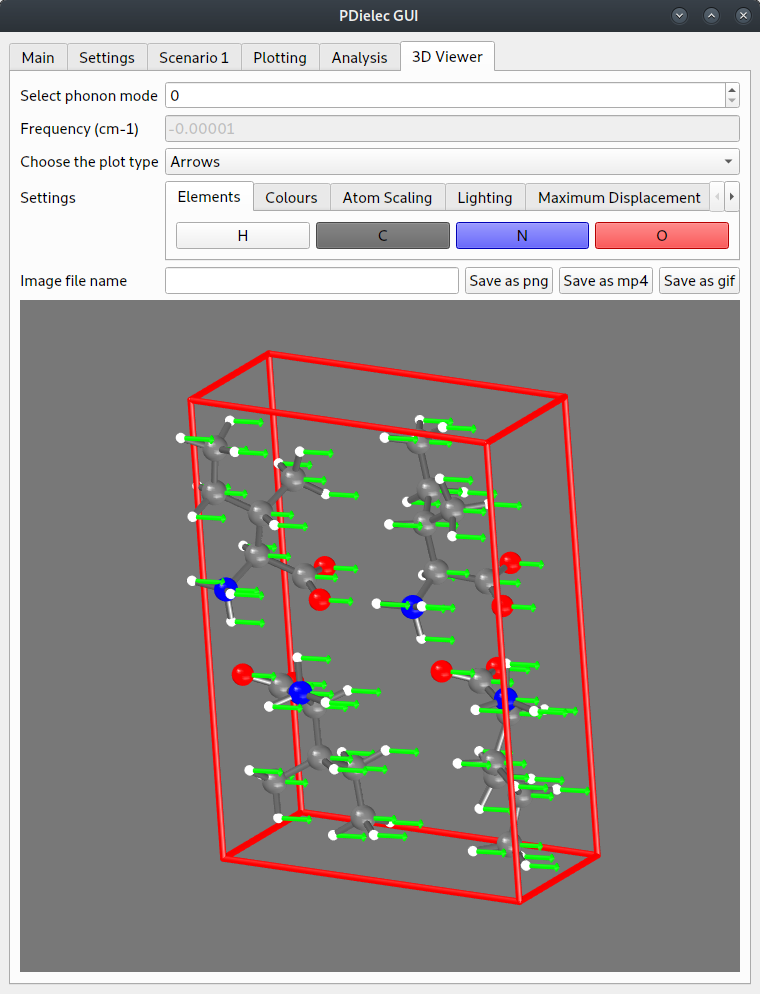 PDielec GUI
Main Settings Scenario 1 Plotting Analysis 3D Viewer
Select phonon mode 0
Frequency (cm-1) -0.00001
Choose the plot type Arrows
Settings Elements Colours Atom Scaling Lighting Maximum Displacement
H C N O
Image file name Save as png Save as mp4 Save as gif